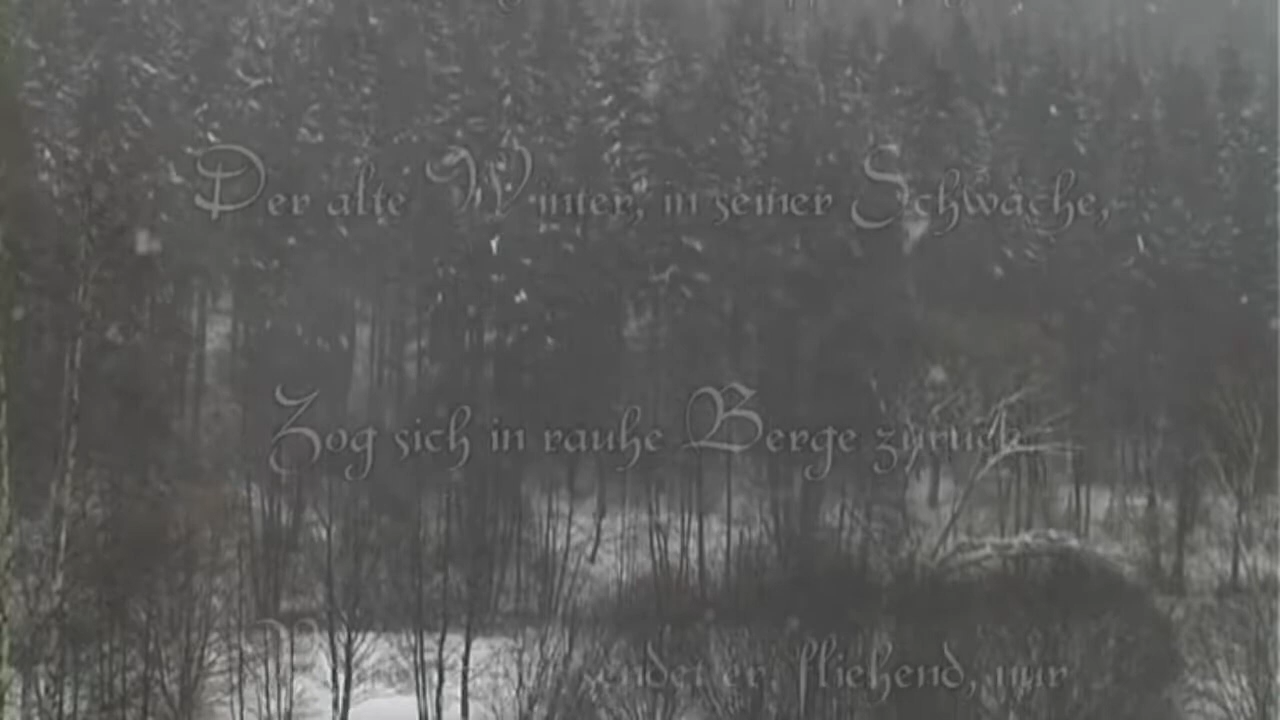 Der alte Winter, in seiner Schwäche,
Zog sich in rauhe Berge zurück
sendet er, fliehend, nur